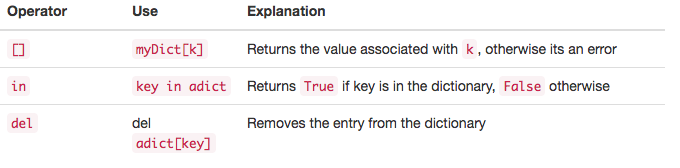 Operator Use Explanation
[] myDict[k] Returns the value associated with k , otherwise its an error
in key in adict Returns True if key is in the dictionary, False otherwise
del del Removes the entry from the dictionary
adict[key]